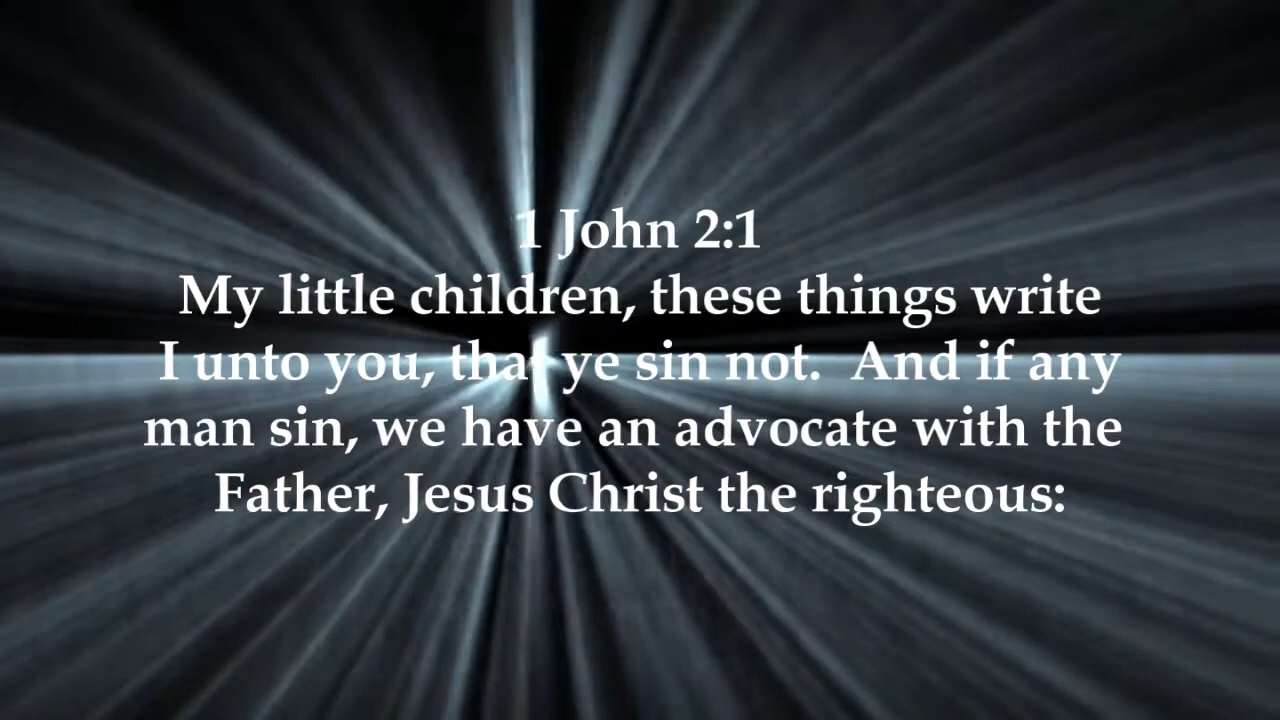 1 John 2:1
My little children, these things write
I unto you, that ye sin not.  And if any
man sin, we have an advocate with the
Father, Jesus Christ the righteous: